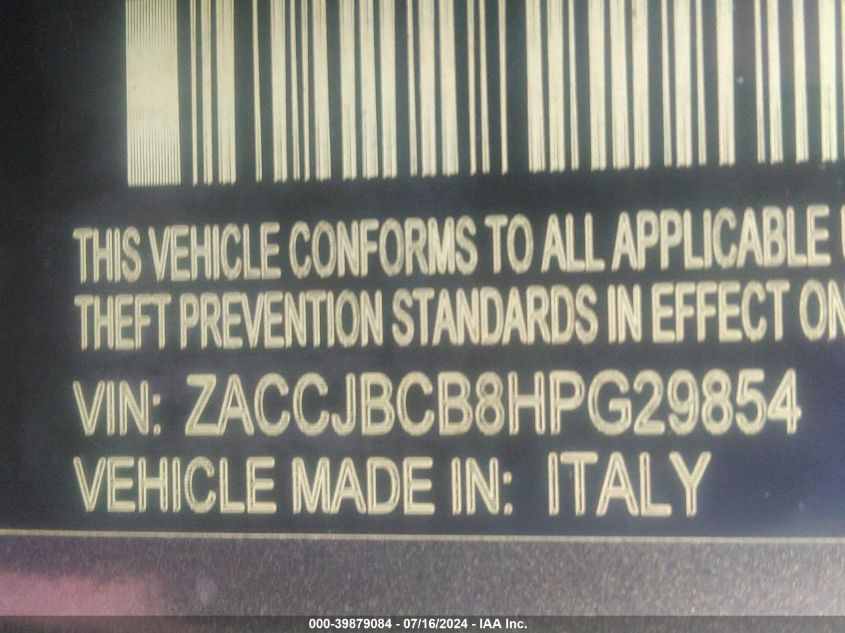 THIS VEHICLE CONFORMS TO ALL APPLICABLE
THEFT PREVENTION STANDARDS IN EFFECT ON
VIN: ZACCJBCB8HPG29854
VEHICLE MADE IN: ITALY
000-39879084 - 07/16/2024 - IAA Inc.